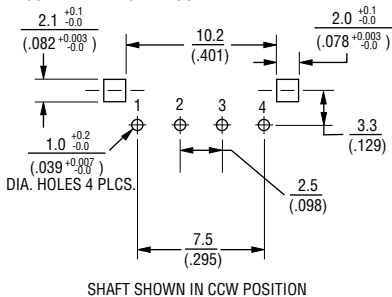 2.1 +0.1 -0.0
(.082 +0.003 -0.0)
10.2
(.401)
2.0 +0.1 -0.0
(.078 +0.003 -0.0)
1 2 3 4
3.3
(.129)
1.0 +0.2 -0.0
(.039 +0.007 -0.0)
DIA. HOLES 4 PLCS.
2.5
(.098)
7.5
(.295)
SHAFT SHOWN IN CCW POSITION